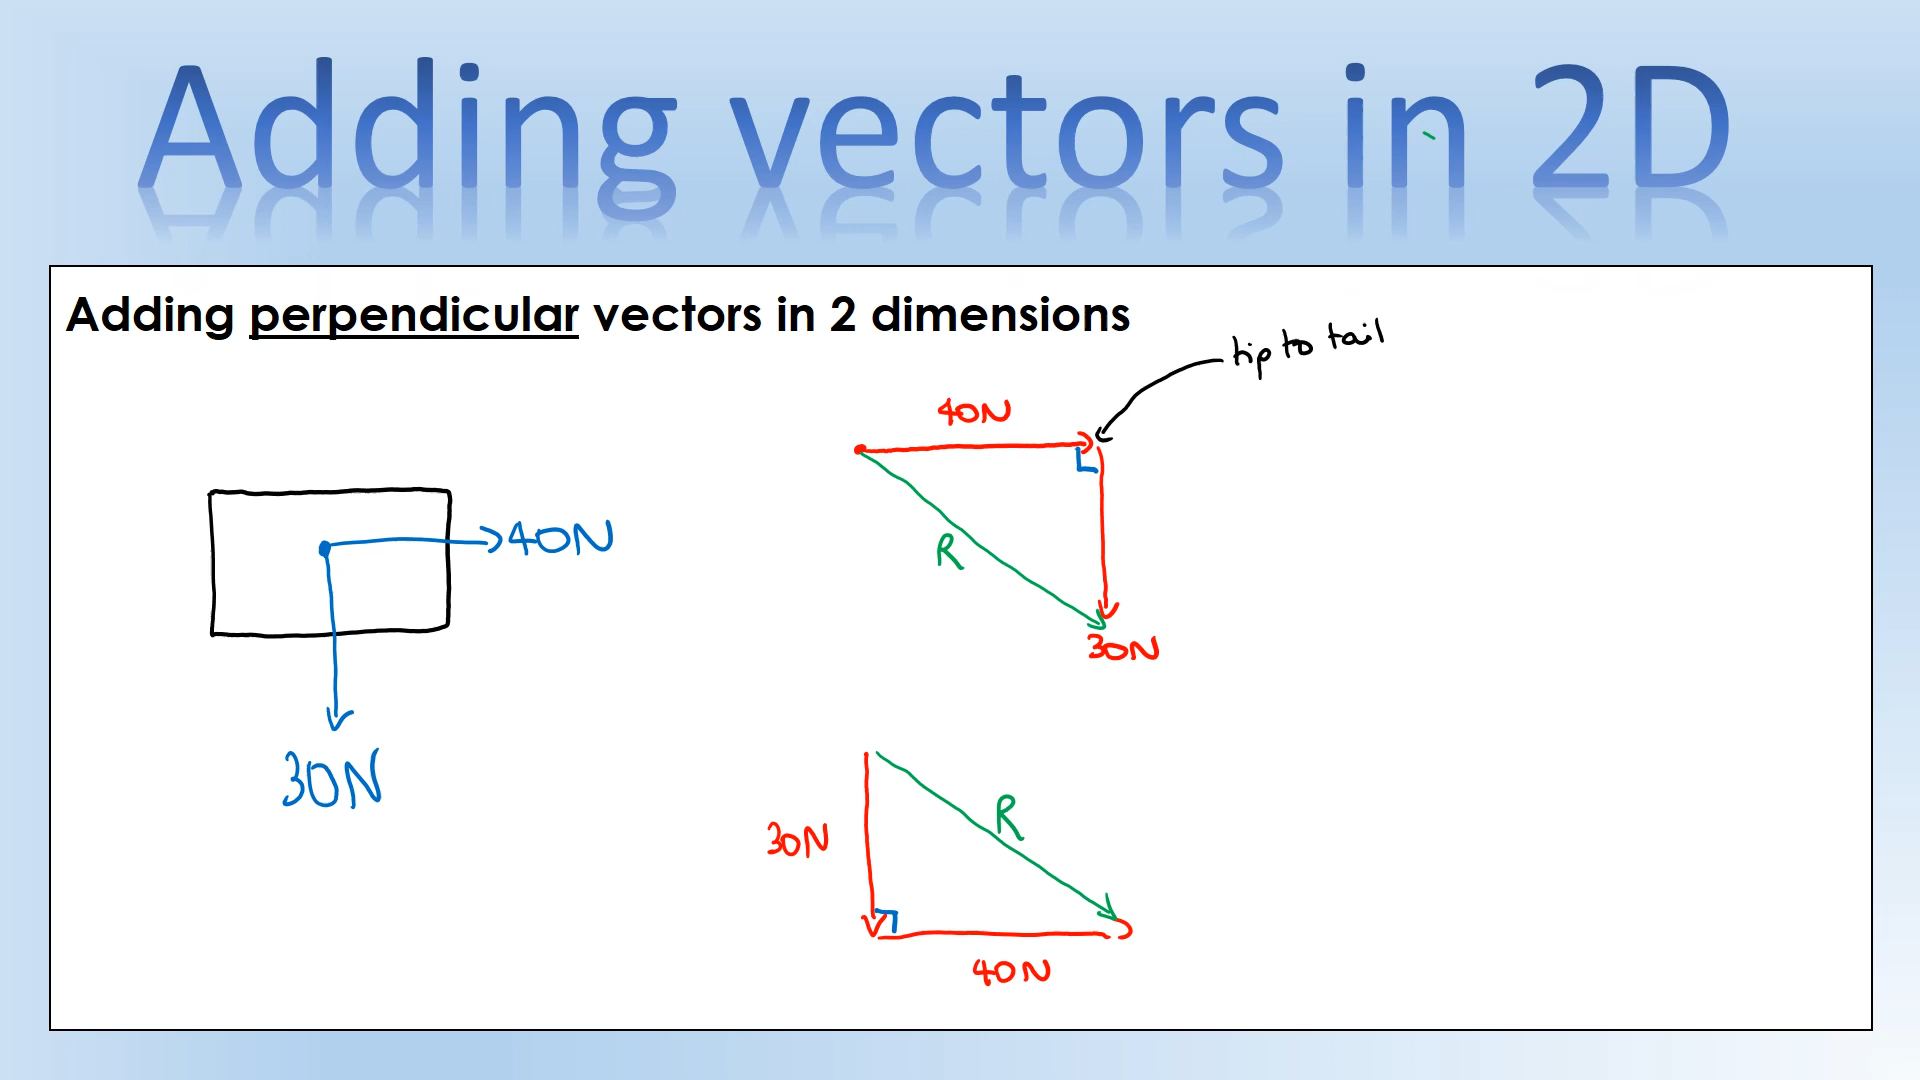 Adding vectors in 2D
Adding perpendicular vectors in 2 dimensions
tip to tail
40N
40N
R
30N
30N
R
30N
40N